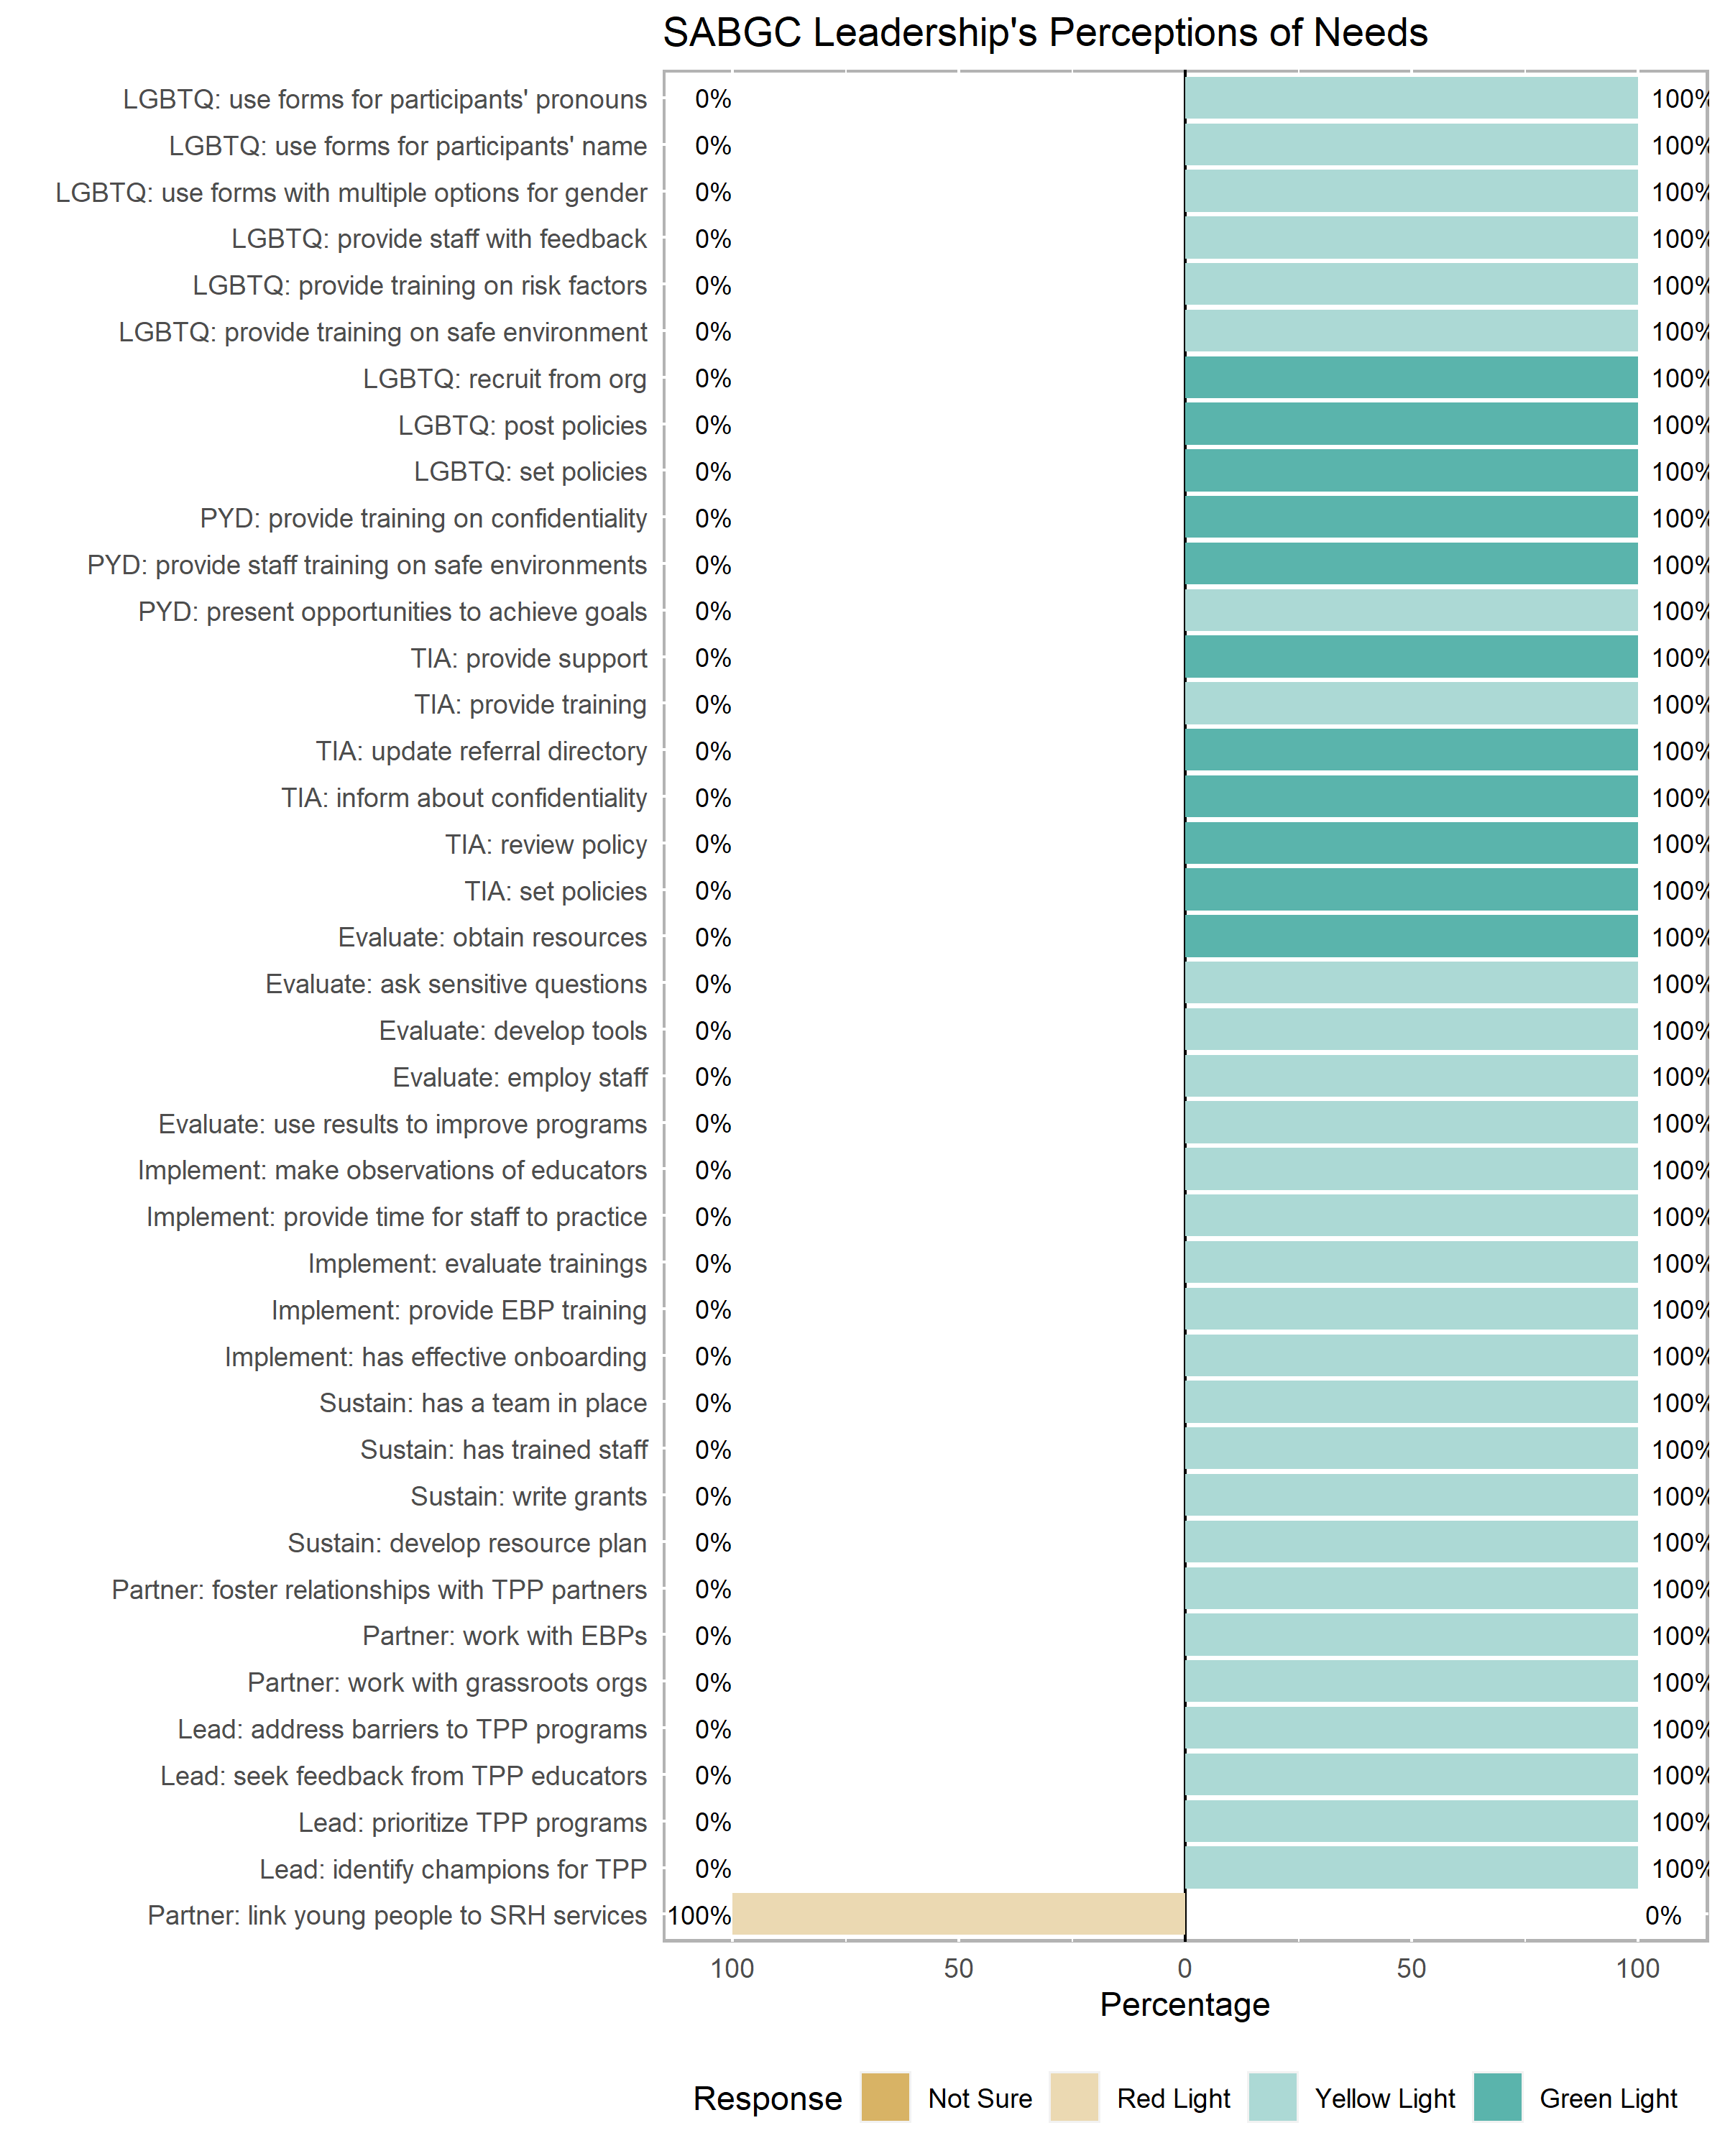 SABGC Leadership's Perceptions of Needs
LGBTQ: use forms for participants' pronouns 0% 100%
LGBTQ: use forms for participants' name 0% 100%
LGBTQ: use forms with multiple options for gender 0% 100%
LGBTQ: provide staff with feedback 0% 100%
LGBTQ: provide training on risk factors 0% 100%
LGBTQ: provide training on safe environment 0% 100%
LGBTQ: recruit from org 0% 100%
LGBTQ: post policies 0% 100%
LGBTQ: set policies 0% 100%
PYD: provide training on confidentiality 0% 100%
PYD: provide staff training on safe environments 0% 100%
PYD: present opportunities to achieve goals 0% 100%
TIA: provide support 0% 100%
TIA: provide training 0% 100%
TIA: update referral directory 0% 100%
TIA: inform about confidentiality 0% 100%
TIA: review policy 0% 100%
TIA: set policies 0% 100%
Evaluate: obtain resources 0% 100%
Evaluate: ask sensitive questions 0% 100%
Evaluate: develop tools 0% 100%
Evaluate: employ staff 0% 100%
Evaluate: use results to improve programs 0% 100%
Implement: make observations of educators 0% 100%
Implement: provide time for staff to practice 0% 100%
Implement: evaluate trainings 0% 100%
Implement: provide EBP training 0% 100%
Implement: has effective onboarding 0% 100%
Sustain: has a team in place 0% 100%
Sustain: has trained staff 0% 100%
Sustain: write grants 0% 100%
Sustain: develop resource plan 0% 100%
Partner: foster relationships with TPP partners 0% 100%
Partner: work with EBPs 0% 100%
Partner: work with grassroots orgs 0% 100%
Lead: address barriers to TPP programs 0% 100%
Lead: seek feedback from TPP educators 0% 100%
Lead: prioritize TPP programs 0% 100%
Lead: identify champions for TPP 0% 100%
Partner: link young people to SRH services 100% 0%
100 50 0 50 100
Percentage
Response Not Sure Red Light Yellow Light Green Light